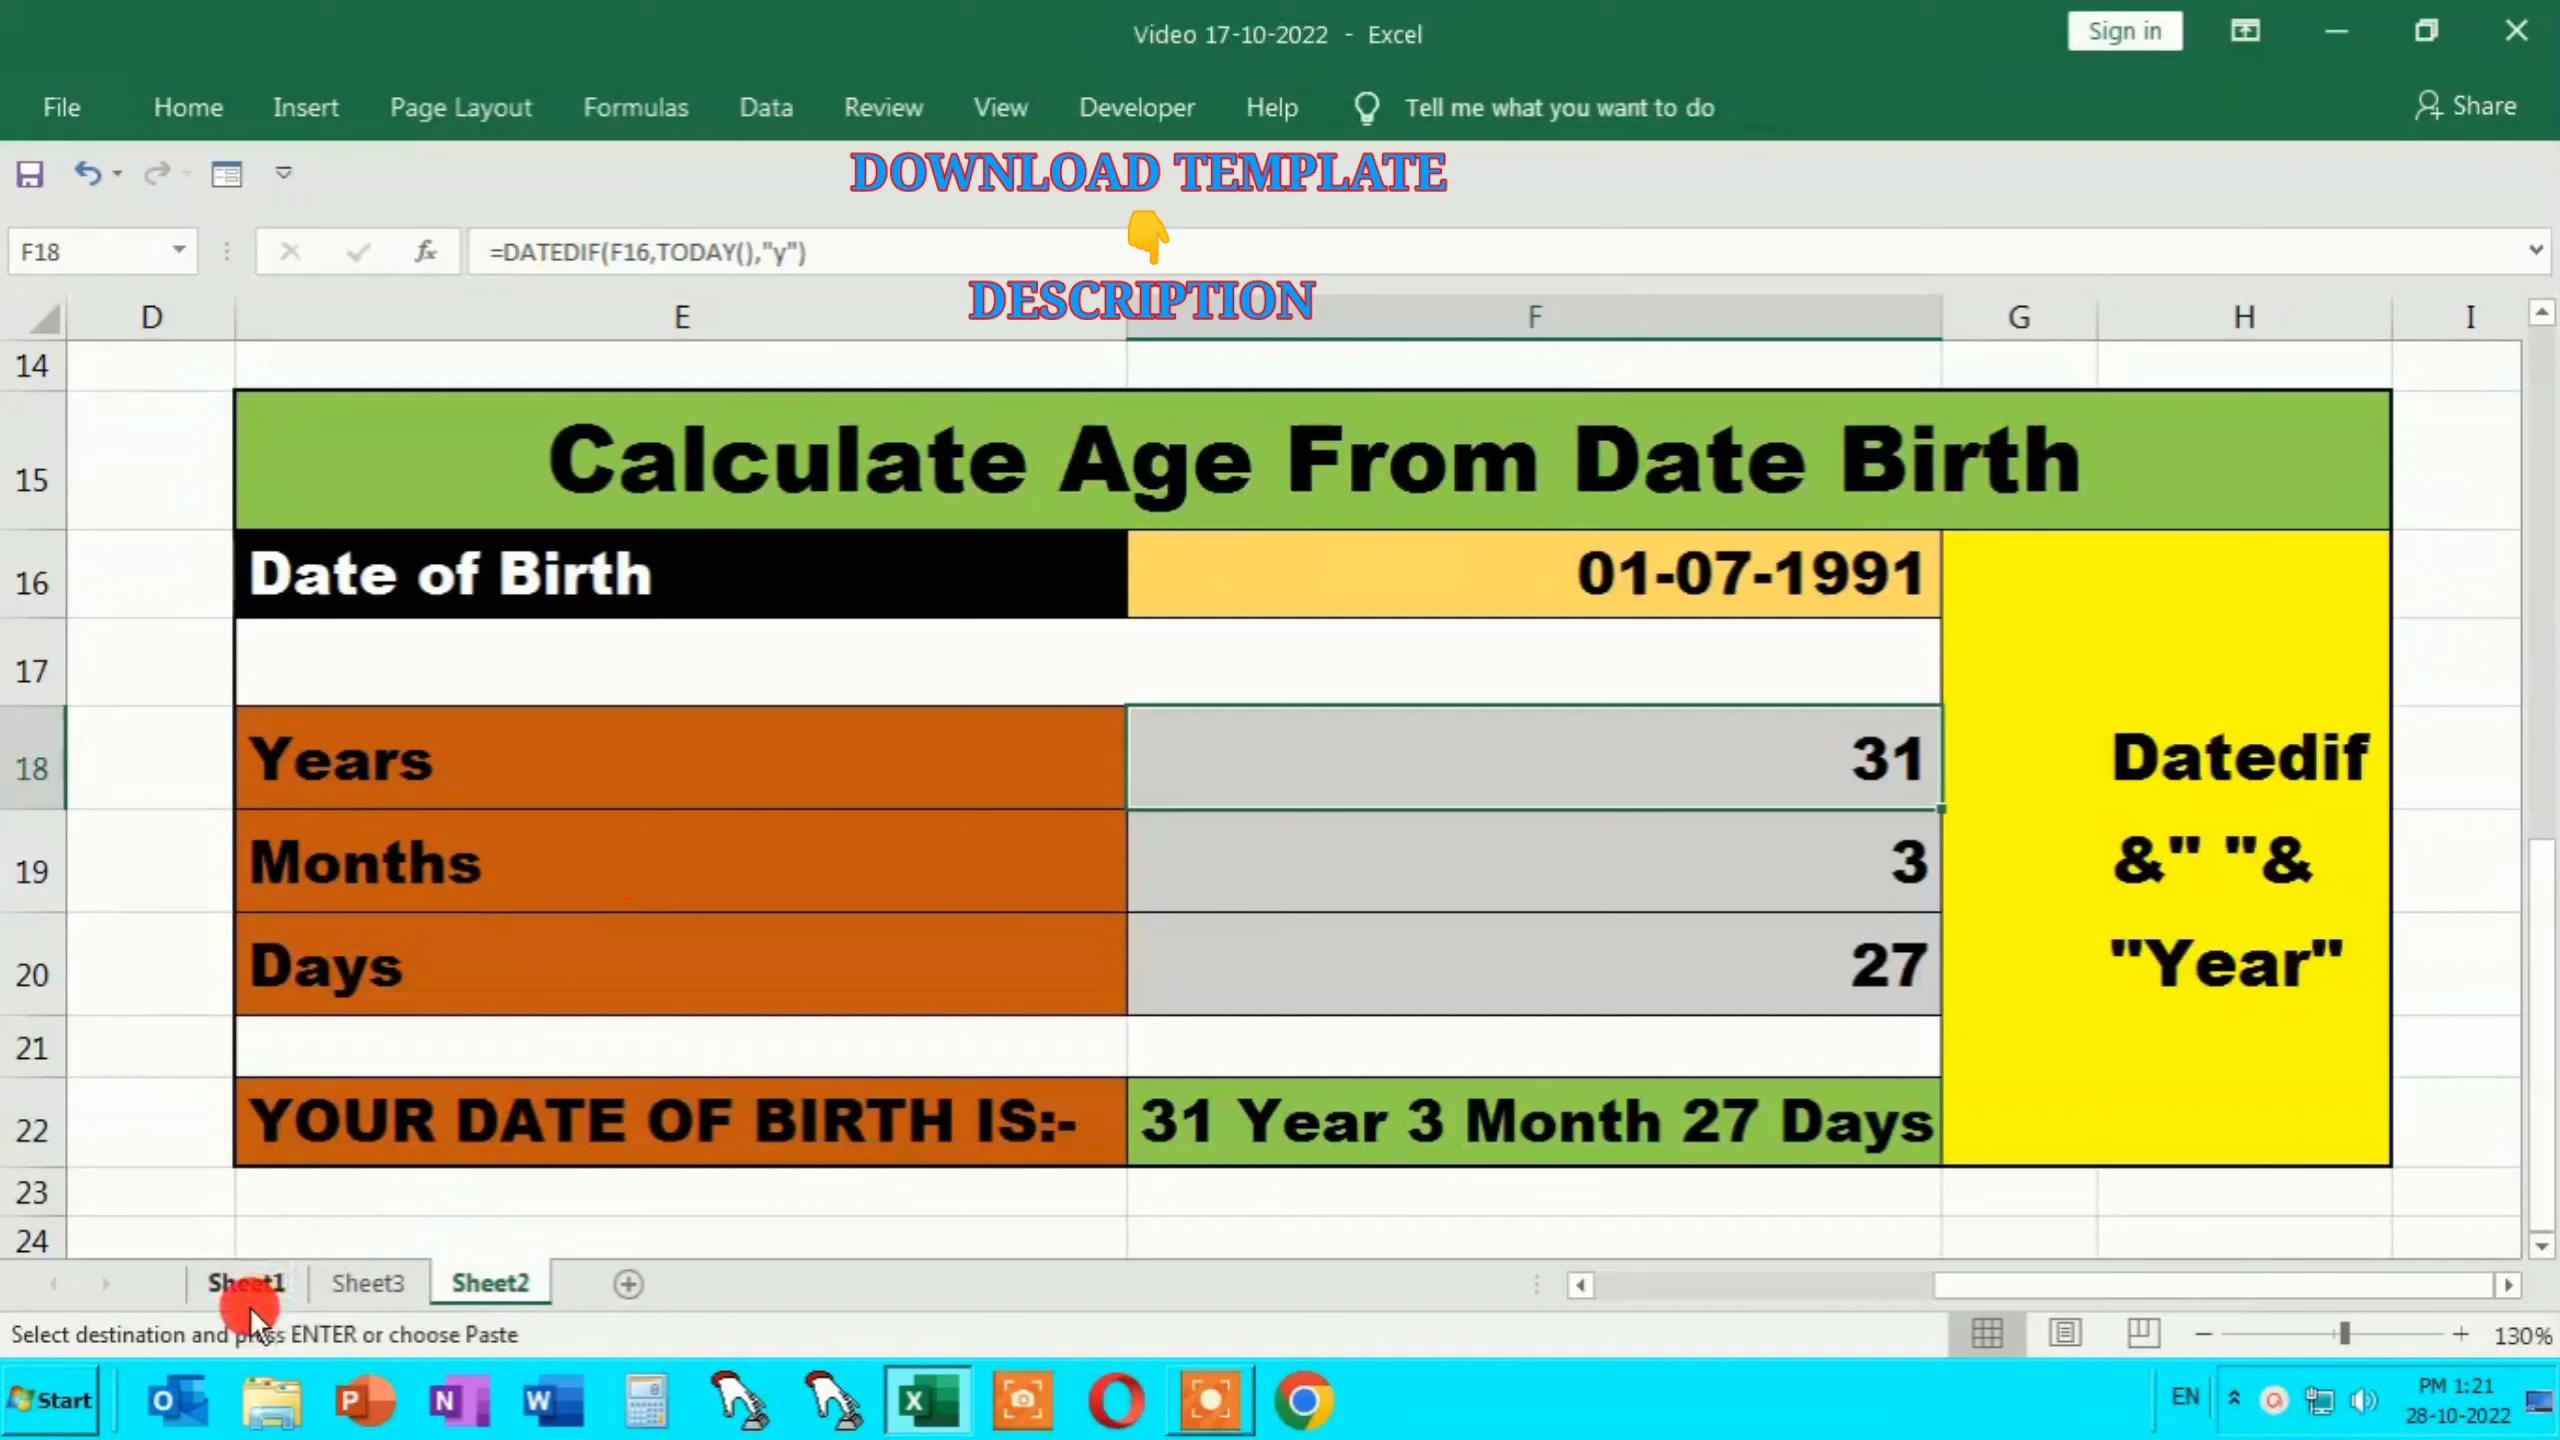 Video 17-10-2022 - Excel
Sign in
File Home Insert Page Layout Formulas Data Review View Developer Help Tell me what you want to do Share
DOWNLOAD TEMPLATE
F18 fx =DATEDIF(F16,TODAY(),"y")
DESCRIPTION
D E F G H I
14
15 Calculate Age From Date Birth
16 Date of Birth 01-07-1991
17
18 Years 31 Datedif
19 Months 3 &" "&
20 Days 27 "Year"
21
22 YOUR DATE OF BIRTH IS:- 31 Year 3 Month 27 Days
23
24
Sheet1 Sheet3 Sheet2
Select destination and press ENTER or choose Paste 130%
Start O P N W X EN PM 1:21
28-10-2022